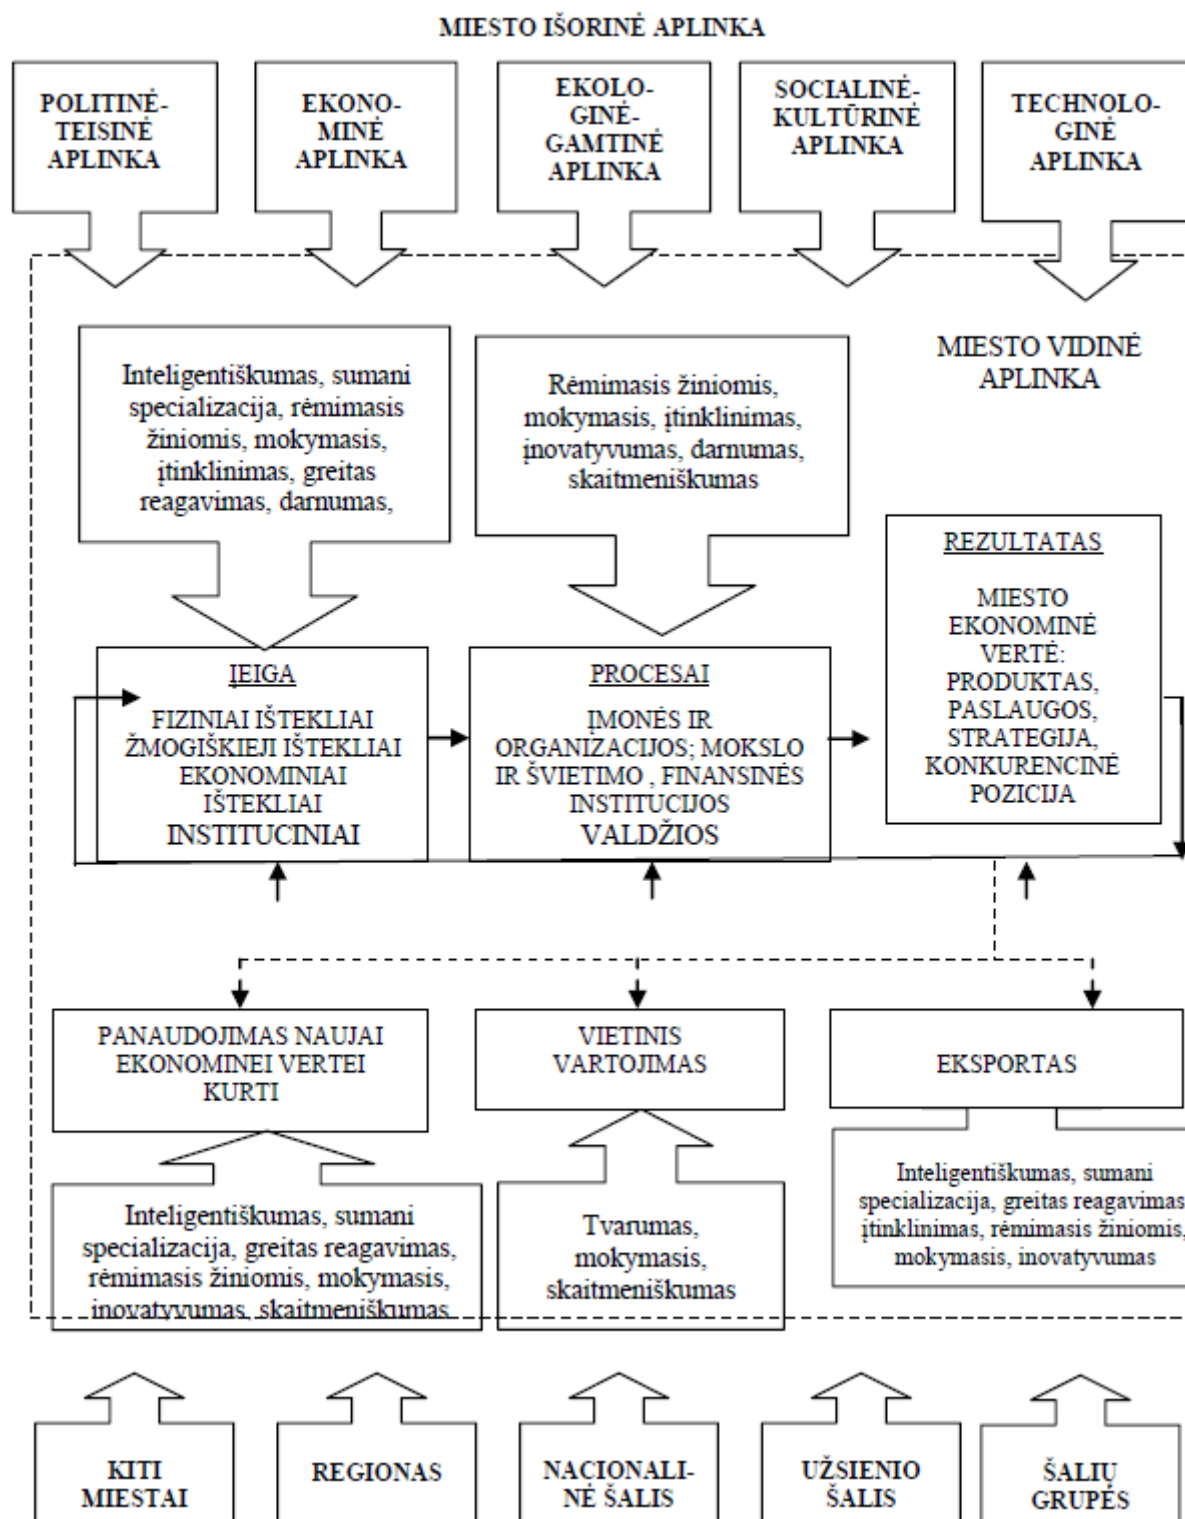 MIESTO IŠORINĖ APLINKA
POLITINĖ-
TEISINĖ
APLINKA
EKONO-
MINĖ
APLINKA
EKOLO-
GINĖ-
GAMTINĖ
APLINKA
SOCIALINĖ-
KULTŪRINĖ
APLINKA
TECHNOLO-
GINĖ
APLINKA
MIESTO VIDINĖ
APLINKA
Inteligentiškumas, sumani
specializacija, rėmimasis
žiniomis, mokymasis,
įtinklinimas, greitas
reagavimas, darnumas,
Rėmimasis žiniomis,
mokymasis, įtinklinimas,
inovatyvumas, darnumas,
skaitmeniškumas
ĮEIGA
FIZINIAI IŠTEKLIAI
ŽMOGIŠKIEJI IŠTEKLIAI
EKONOMINIAI
IŠTEKLIAI
INSTITUCINIAI
PROCESAI
ĮMONĖS IR
ORGANIZACIJOS; MOKSLO
IR ŠVIETIMO , FINANSINĖS
INSTITUCIJOS
VALDŽIOS
REZULTATAS
MIESTO
EKONOMINĖ
VERTĖ:
PRODUKTAS,
PASLAUGOS,
STRATEGIJA,
KONKURENCINĖ
POZICIJA
PANAUDOJIMAS NAUJAI
EKONOMINEI VERTEI
KURTI
VIETINIS
VARTOJIMAS
EKSPORTAS
Inteligentiškumas, sumani
specializacija, greitas reagavimas,
rėmimasis žiniomis, mokymasis,
inovatyvumas, skaitmeniškumas
Tvarumas,
mokymasis,
skaitmeniškumas
Inteligentiškumas, sumani
specializacija, greitas reagavimas
įtinklinimas, rėmimasis žiniomis,
mokymasis, inovatyvumas
KITI
MIESTAI
REGIONAS
NACIONALI-
NĖ ŠALIS
UŽSIENIO
ŠALIS
ŠALIŲ
GRUPĖS